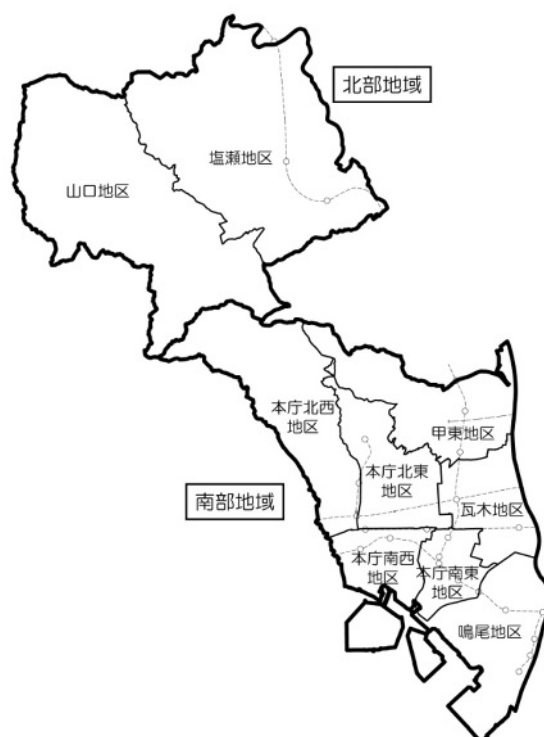 北部地域
塩瀬地区
山口地区
本庁北西
地区
甲東地区
本庁北東
地区
南部地域
瓦木地区
本庁南西
地区
本庁南東
地区
鳴尾地区